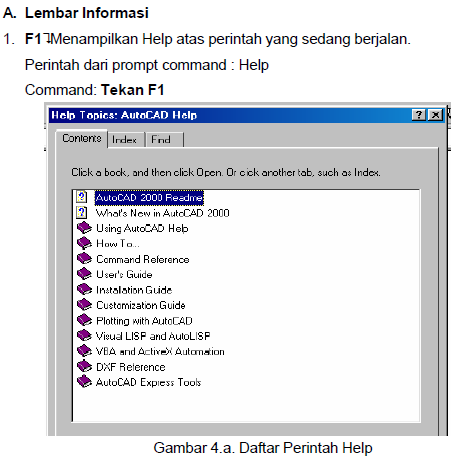 A. Lembar Informasi
1. F1 Menampilkan Help atas perintah yang sedang berjalan.
Perintah dari prompt command : Help
Command: Tekan F1
Help Topics: AutoCAD Help
Contents Index Find
Click a book, and then click Open. Or click another tab, such as Index.
AutoCAD 2000 Readme
What's New in AutoCAD 2000
Using AutoCAD Help
How To...
Command Reference
User's Guide
Installation Guide
Customization Guide
Plotting with AutoCAD
Visual LISP and AutoLISP
VBA and ActiveX Automation
DXF Reference
AutoCAD Express Tools
Gambar 4.a. Daftar Perintah Help